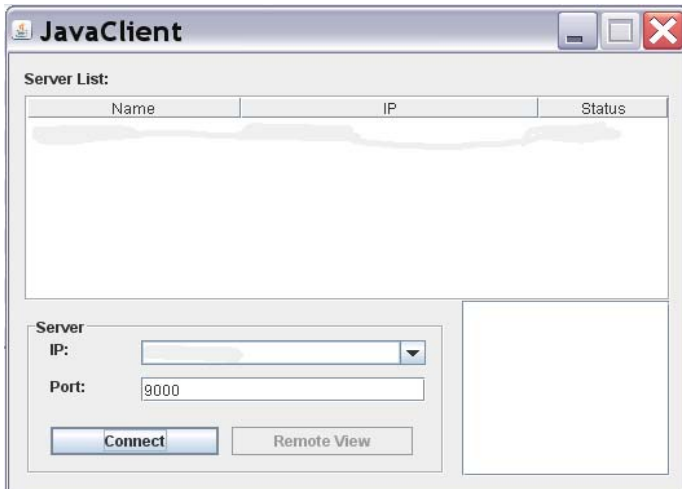 JavaClient
Server List:
Name IP Status
Server
IP:
Port: 9000
Connect Remote View